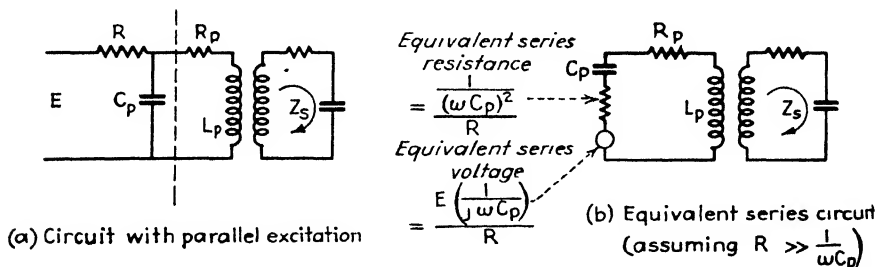 R
Rp
E
Cp
Lp
Zs
(a) Circuit with parallel excitation
Equivalent series
resistance
= 1/(ωCp)²
R
Equivalent series
voltage
= E(1/jωCp)
R
Cp
Rp
Lp
Zs
(b) Equivalent series circuit
(assuming R >> 1/ωCp)